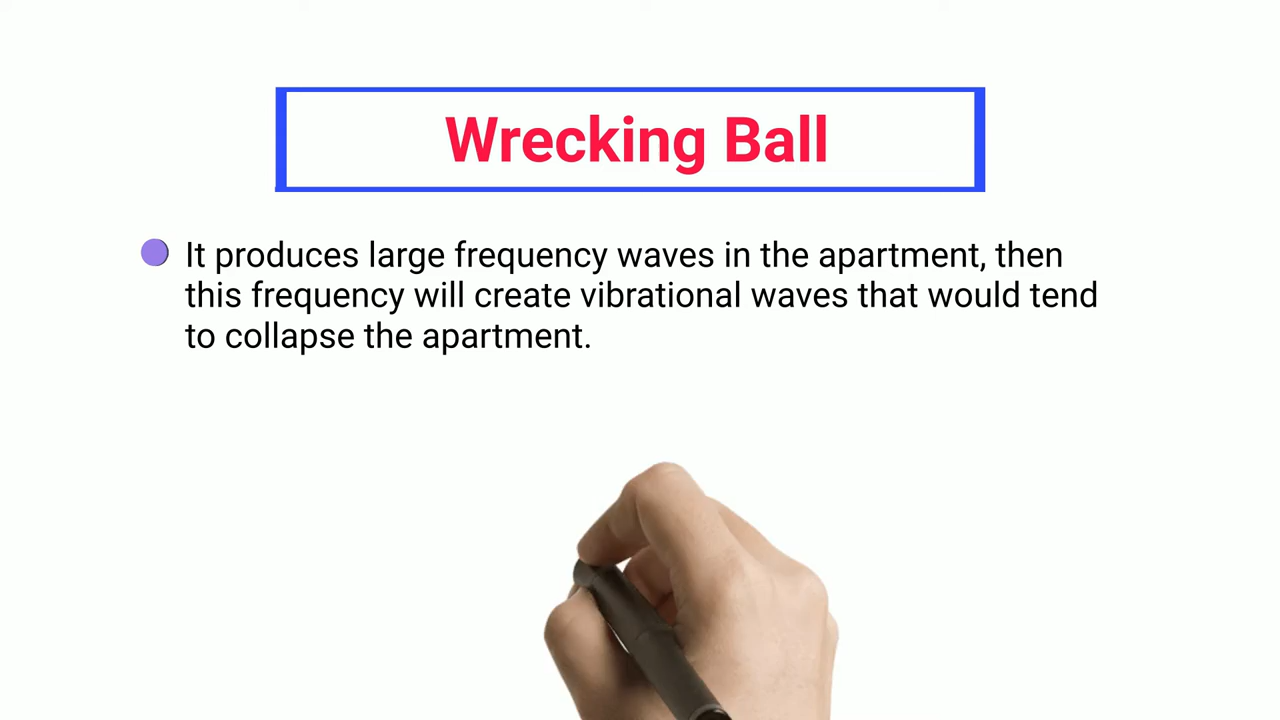 Wrecking Ball
It produces large frequency waves in the apartment, then
this frequency will create vibrational waves that would tend
to collapse the apartment.